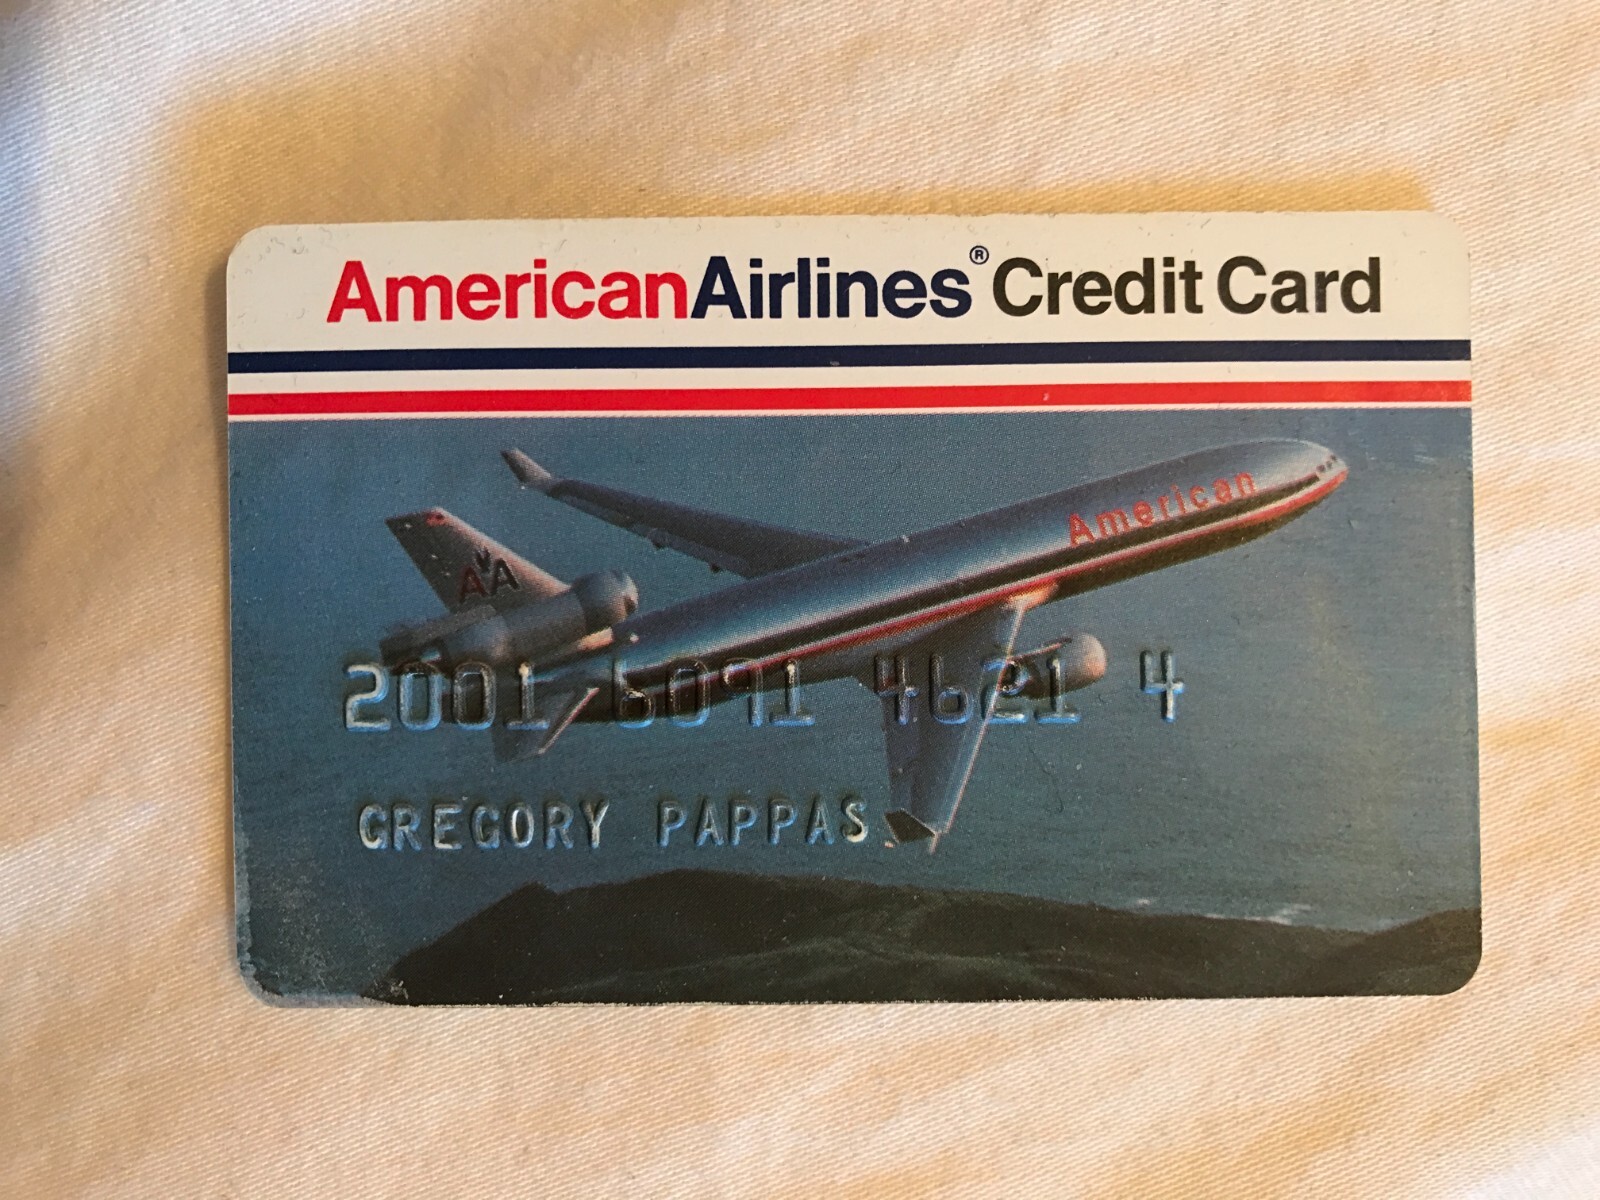 AmericanAirlines® Credit Card
American
AA
2001 6091 4621 4
GREGORY PAPPAS